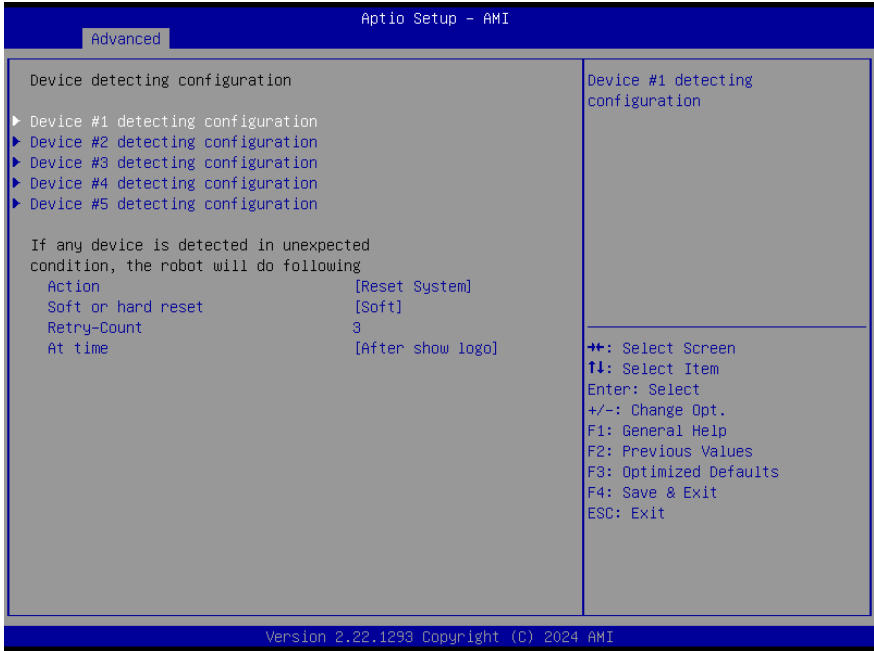 Aptio Setup – AMI
Advanced
Device detecting configuration
Device #1 detecting configuration
Device #2 detecting configuration
Device #3 detecting configuration
Device #4 detecting configuration
Device #5 detecting configuration
If any device is detected in unexpected
condition, the robot will do following
Action [Reset System]
Soft or hard reset [Soft]
Retry-Count 3
At time [After show logo]
Device #1 detecting
configuration
→←: Select Screen
↑↓: Select Item
Enter: Select
+/-: Change Opt.
F1: General Help
F2: Previous Values
F3: Optimized Defaults
F4: Save & Exit
ESC: Exit
Version 2.22.1293 Copyright (C) 2024 AMI